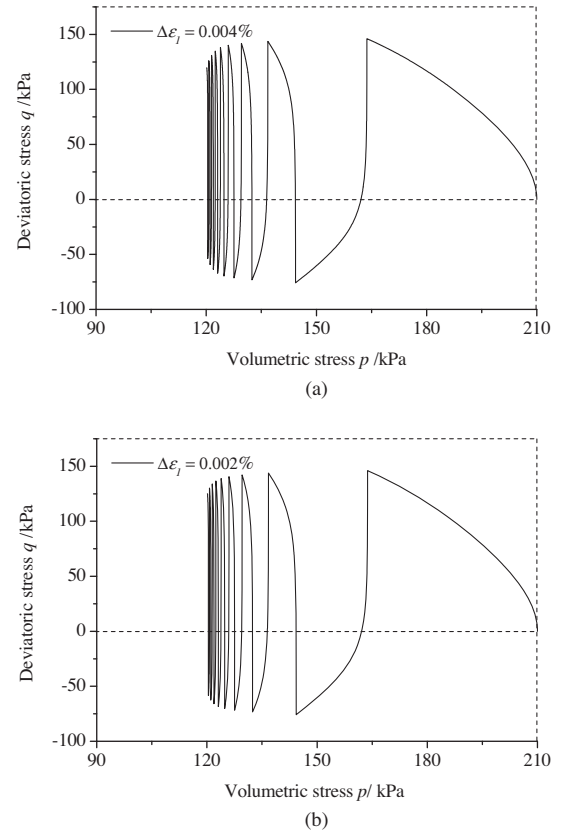 Δε₁ = 0.004%
150
100
50
0
-50
-100
Deviatoric stress q /kPa
90 120 150 180 210
Volumetric stress p /kPa
(a)
Δε₁ = 0.002%
150
100
50
0
-50
-100
Deviatoric stress q /kPa
90 120 150 180 210
Volumetric stress p/ kPa
(b)